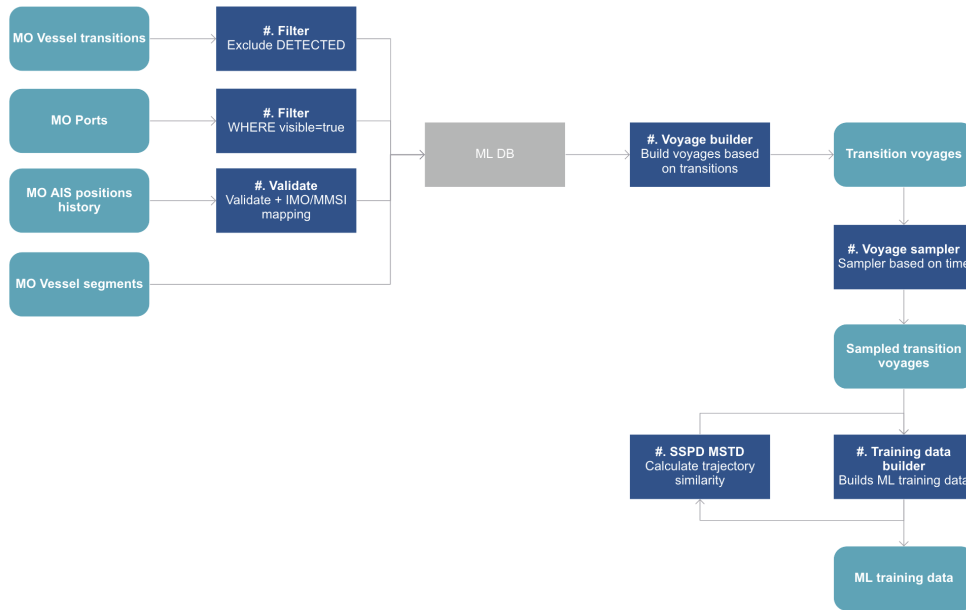 MO Vessel transitions
#. Filter
Exclude DETECTED
MO Ports
#. Filter
WHERE visible=true
MO AIS positions
history
#. Validate
Validate + IMO/MMSI
mapping
MO Vessel segments
ML DB
#. Voyage builder
Build voyages based
on transitions
Transition voyages
#. Voyage sampler
Sampler based on time
Sampled transition
voyages
#. SSPD MSTD
Calculate trajectory
similarity
#. Training data
builder
Builds ML training data
ML training data